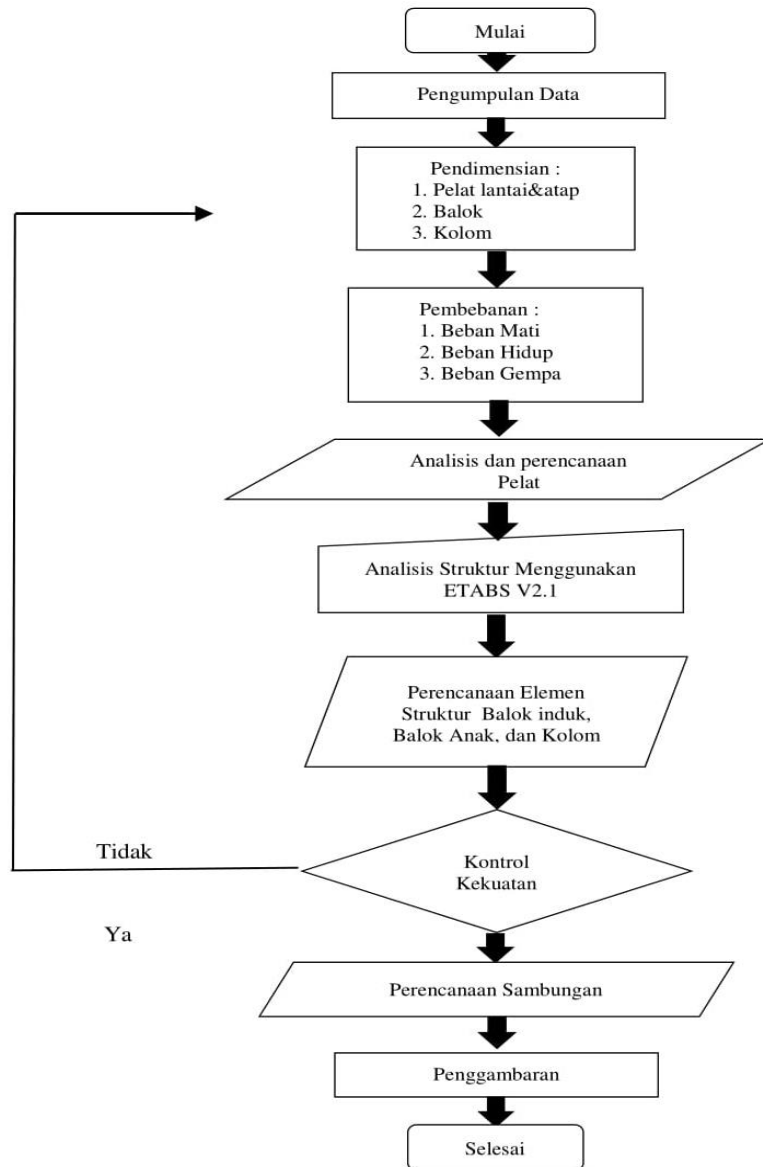 Mulai
Pengumpulan Data
Pendimensian :
1. Pelat lantai&atap
2. Balok
3. Kolom
Pembebanan :
1. Beban Mati
2. Beban Hidup
3. Beban Gempa
Analisis dan perencanaan
Pelat
Analisis Struktur Menggunakan
ETABS V2.1
Perencanaan Elemen
Struktur Balok induk,
Balok Anak, dan Kolom
Tidak
Kontrol
Kekuatan
Ya
Perencanaan Sambungan
Penggambaran
Selesai